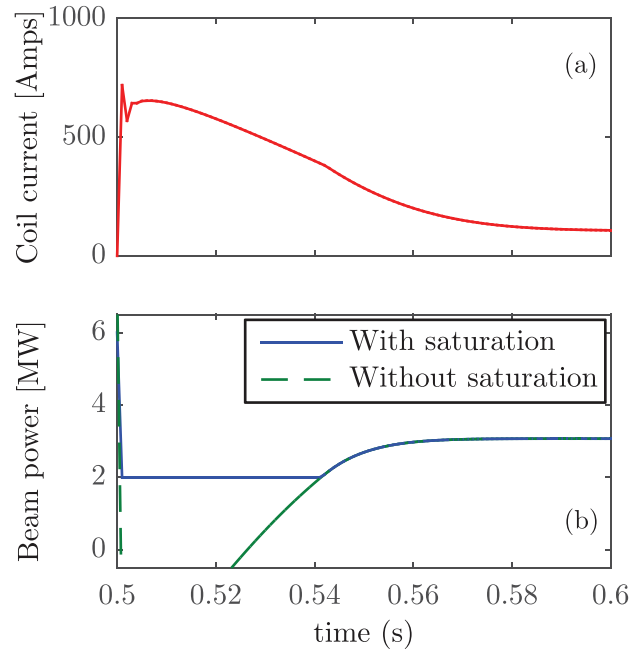 1000
500
0
Coil current [Amps]
(a)
6
4
2
0
Beam power [MW]
With saturation
Without saturation
(b)
0.5 0.52 0.54 0.56 0.58 0.6
time (s)